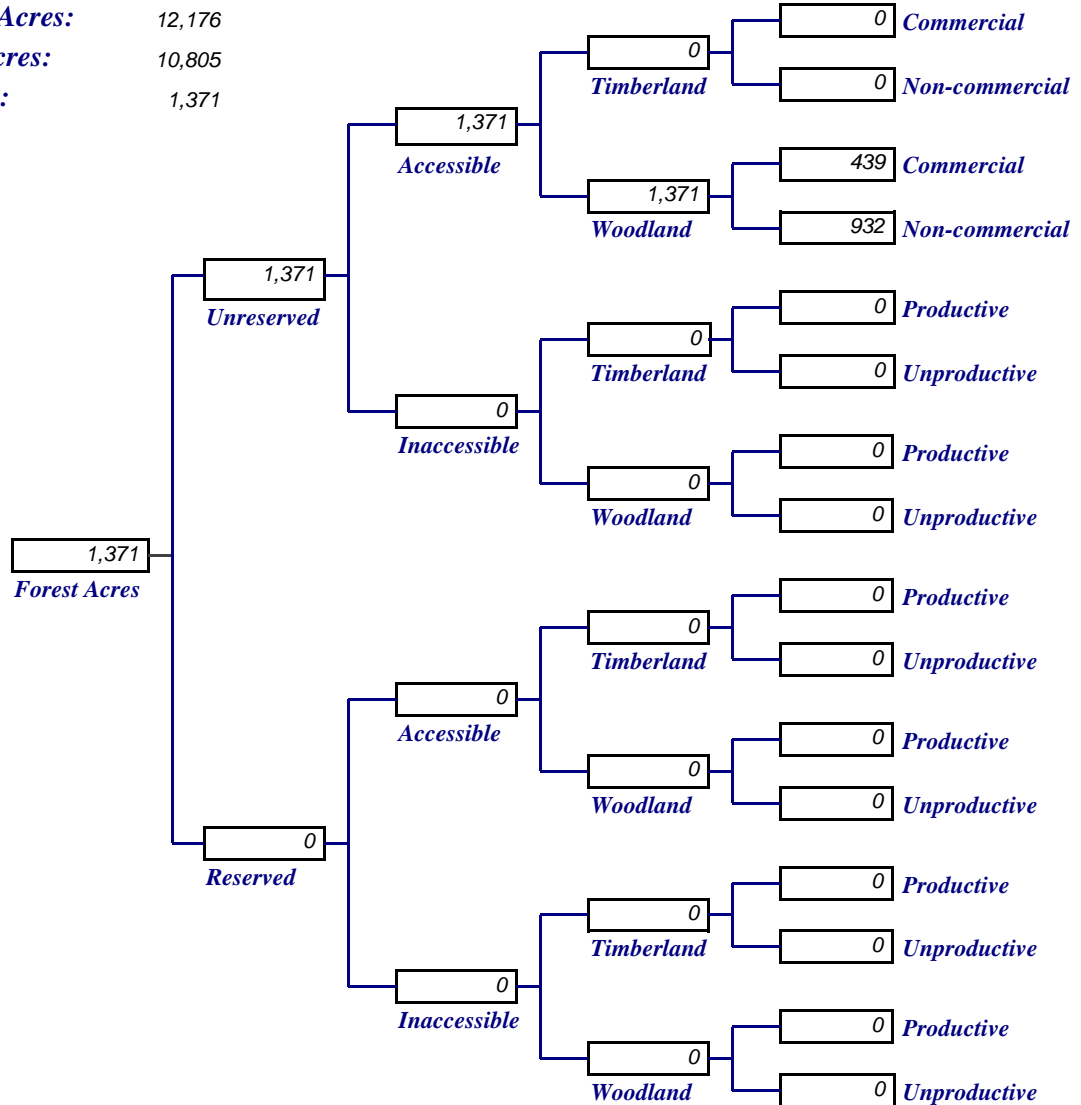 Acres: 12,176
cres: 10,805
: 1,371
0 Commercial
0
Timberland
0 Non-commercial
1,371
Accessible
439 Commercial
1,371
Woodland
932 Non-commercial
1,371
Unreserved
0 Productive
0
Timberland
0 Unproductive
0
Inaccessible
0 Productive
0
Woodland
0 Unproductive
1,371
Forest Acres
0 Productive
0
Timberland
0 Unproductive
0
Accessible
0 Productive
0
Woodland
0 Unproductive
0
Reserved
0 Productive
0
Timberland
0 Unproductive
0
Inaccessible
0 Productive
0
Woodland
0 Unproductive